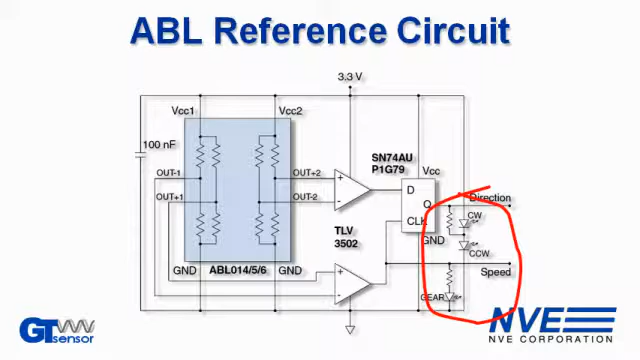 ABL Reference Circuit
3.3 V
Vcc1
Vcc2
100 nF
SN74AU
P1G79
Vcc
OUT-1
OUT+2
D
Direction
OUT+1
OUT-2
Q
CW
CLK
TLV
3502
GND
CCW
GND
ABL014/5/6
GND
Speed
GEAR
GT
sensor
NVE
NVE CORPORATION